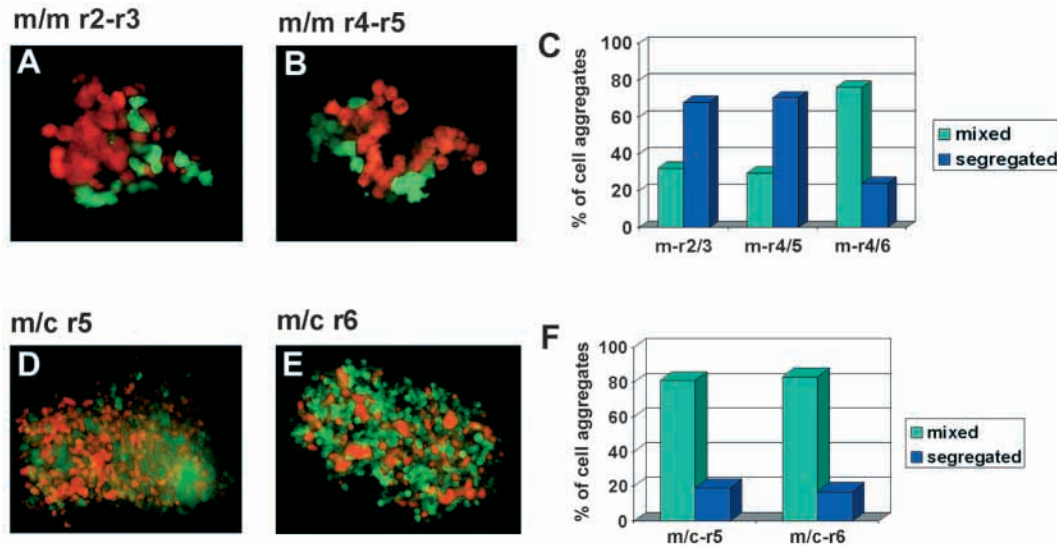 m/m r2-r3
m/m r4-r5
A
B
C
% of cell aggregates
100
80
60
40
20
0
m-r2/3 m-r4/5 m-r4/6
mixed
segregated
m/c r5
m/c r6
D
E
F
% of cell aggregates
100
80
60
40
20
0
m/c-r5 m/c-r6
mixed
segregated